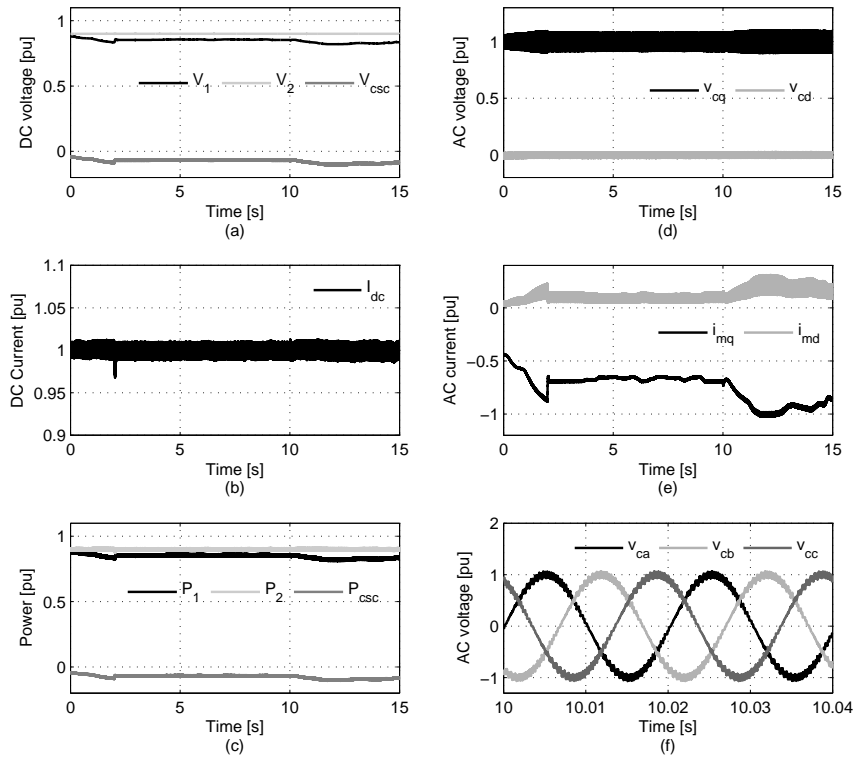 1
0.5
0
DC voltage [pu]
V1 V2 Vcsc
0 5 10 15
Time [s]
(a)
1.1
1.05
1
0.95
0.9
DC Current [pu]
Idc
0 5 10 15
Time [s]
(b)
1
0.5
0
Power [pu]
P1 P2 Pcsc
0 5 10 15
Time [s]
(c)
1
0.5
0
AC voltage [pu]
vcq vcd
0 5 10 15
Time [s]
(d)
0
−0.5
−1
AC current [pu]
imq imd
0 5 10 15
Time [s]
(e)
2
1
0
−1
AC voltage [pu]
vca vcb vcc
10 10.01 10.02 10.03 10.04
Time [s]
(f)